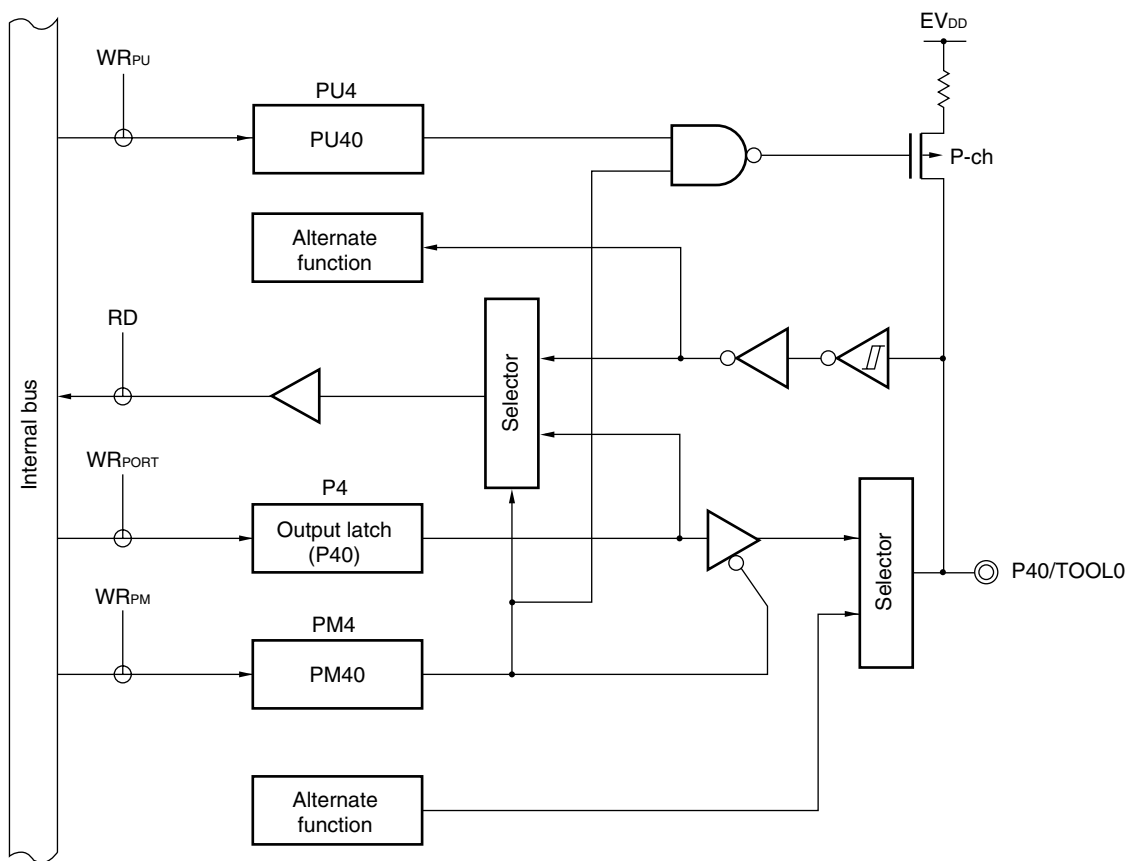 EVDD
WRPU
PU4
PU40
P-ch
Alternate
function
RD
Selector
Internal bus
WRPORT
P4
Output latch
(P40)
Selector
P40/TOOL0
WRPM
PM4
PM40
Alternate
function